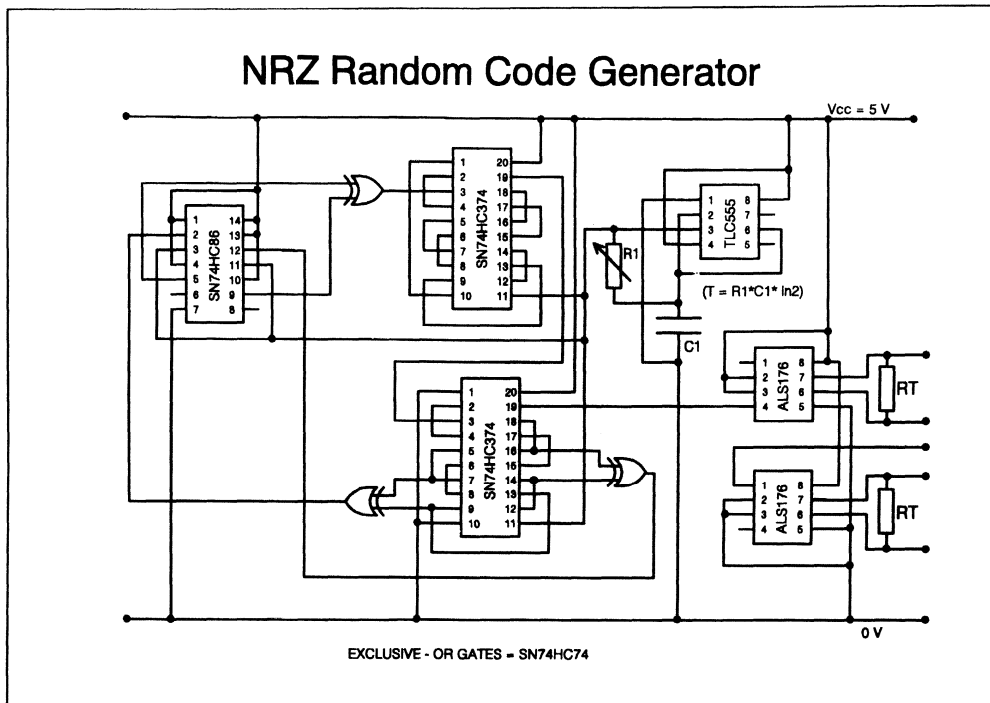 NRZ Random Code Generator
Vcc = 5 V
1 14
2 13
3 12
4 11
5 10
6 9
7 8
SN74HC86
1 20
2 19
3 18
4 17
5 16
6 15
7 14
8 13
9 12
10 11
SN74HC374
1 8
2 7
3 6
4 5
TLC555
R1
(T = R1*C1* ln2)
C1
1 20
2 19
3 18
4 17
5 16
6 15
7 14
8 13
9 12
10 11
SN74HC374
1 8
2 7
3 6
4 5
ALS176
RT
1 8
2 7
3 6
4 5
ALS176
RT
0 V
EXCLUSIVE - OR GATES = SN74HC74